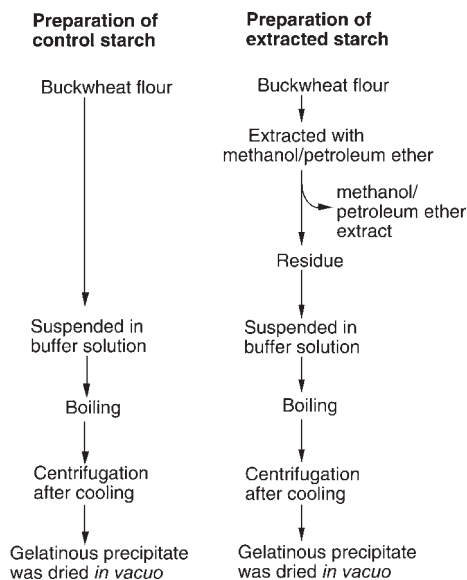 Preparation of
control starch
Buckwheat flour
Suspended in
buffer solution
Boiling
Centrifugation
after cooling
Gelatinous precipitate
was dried in vacuo
Preparation of
extracted starch
Buckwheat flour
Extracted with
methanol/petroleum ether
methanol/
petroleum ether
extract
Residue
Suspended in
buffer solution
Boiling
Centrifugation
after cooling
Gelatinous precipitate
was dried in vacuo